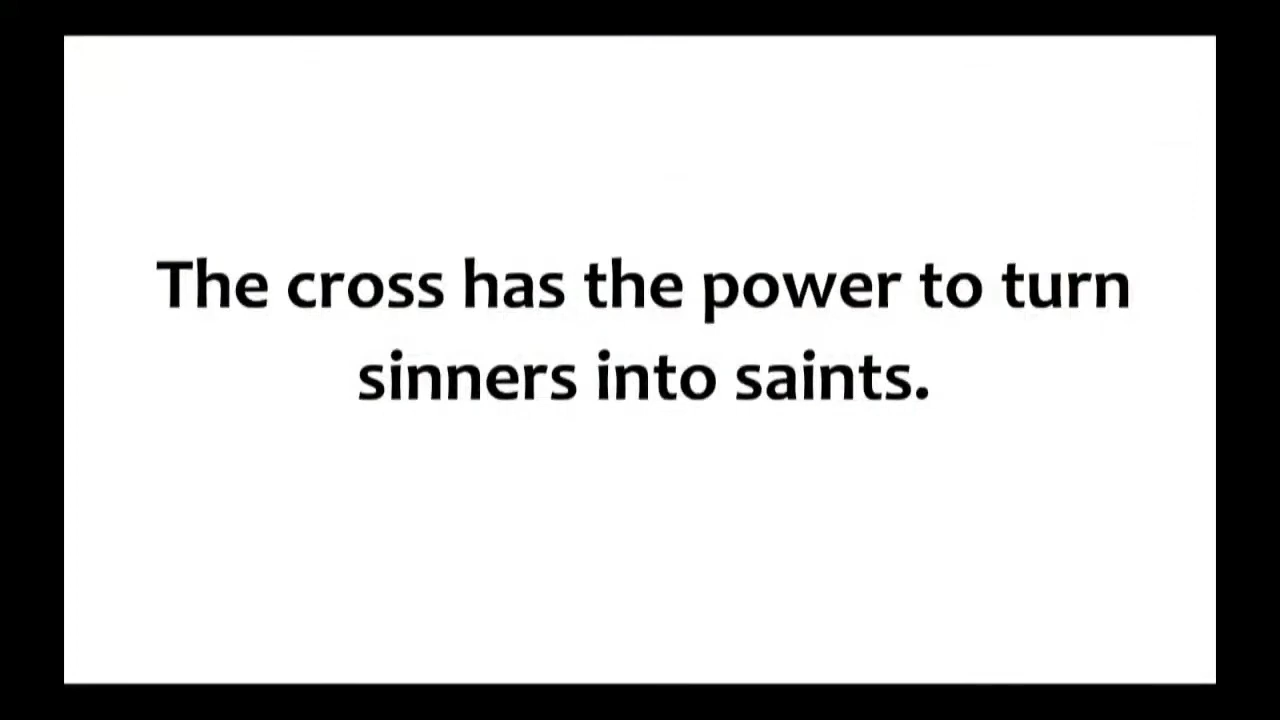 The cross has the power to turn
sinners into saints.